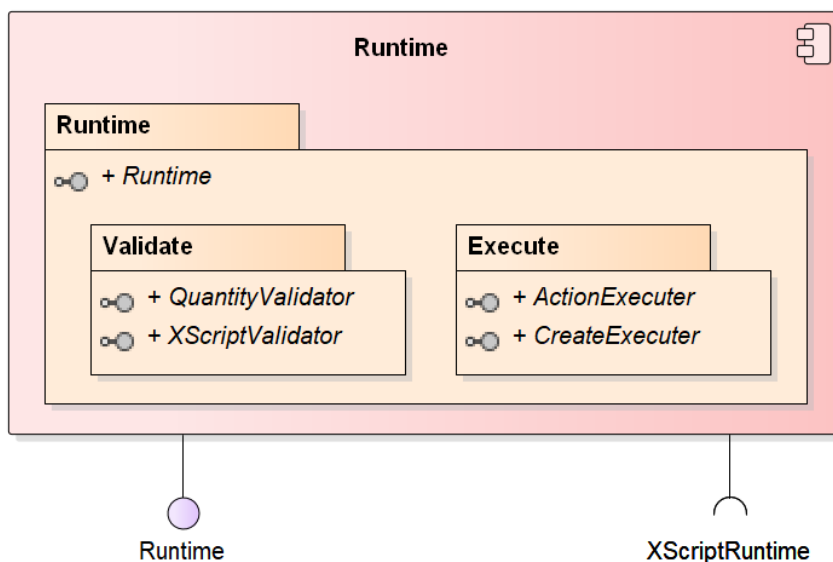 Runtime
Runtime
+ Runtime
Validate
+ QuantityValidator
+ XScriptValidator
Execute
+ ActionExecuter
+ CreateExecuter
Runtime
XScriptRuntime